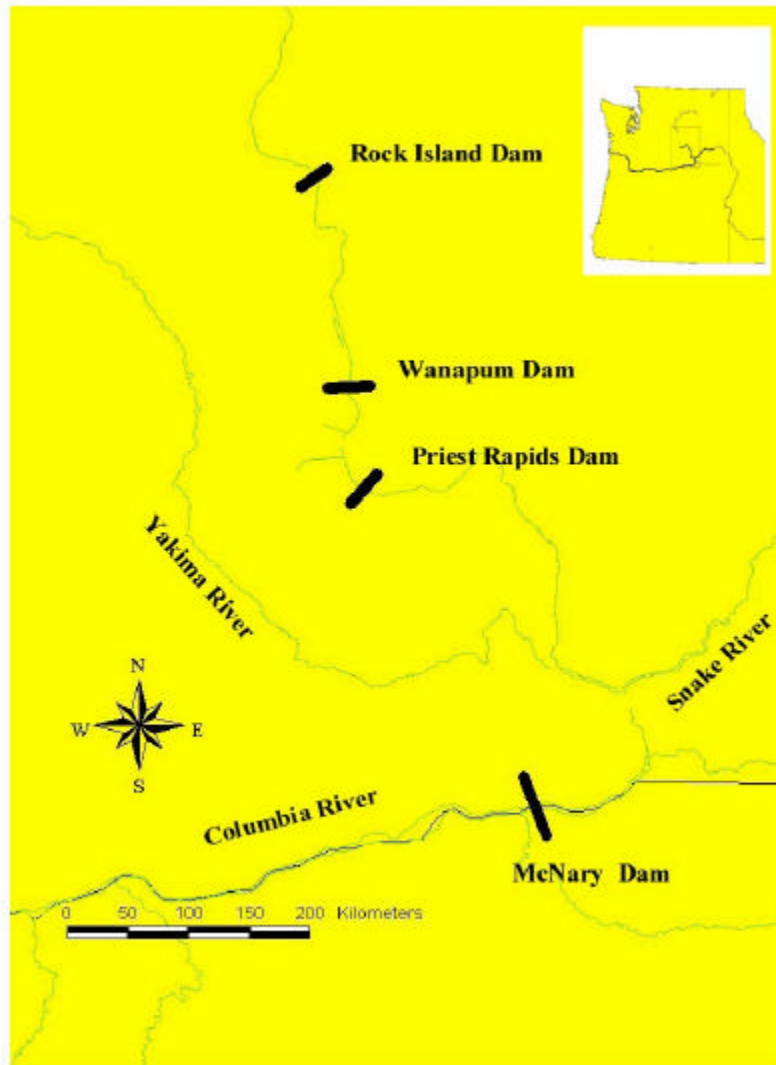 Rock Island Dam
Wanapum Dam
Priest Rapids Dam
Yakima River
Snake River
N
W E
S
Columbia River
McNary Dam
0 50 100 150 200 Kilometers